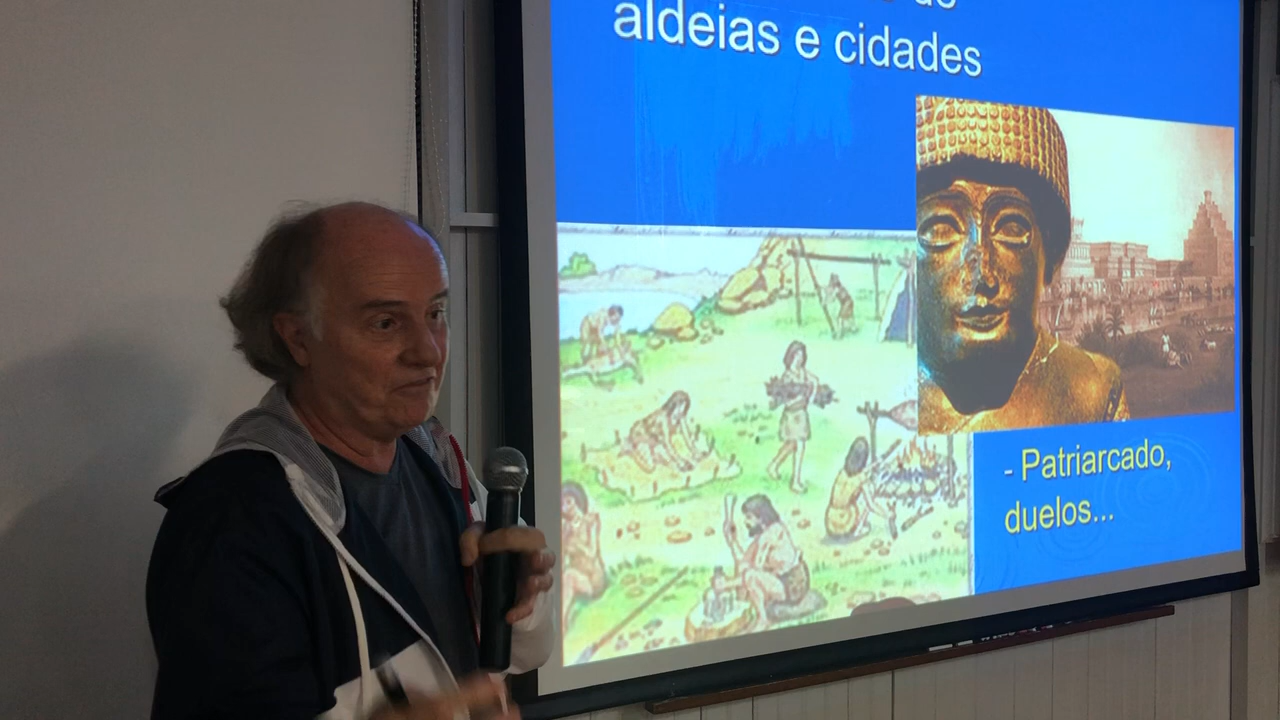 aldeias e cidades
- Patriarcado,
duelos...